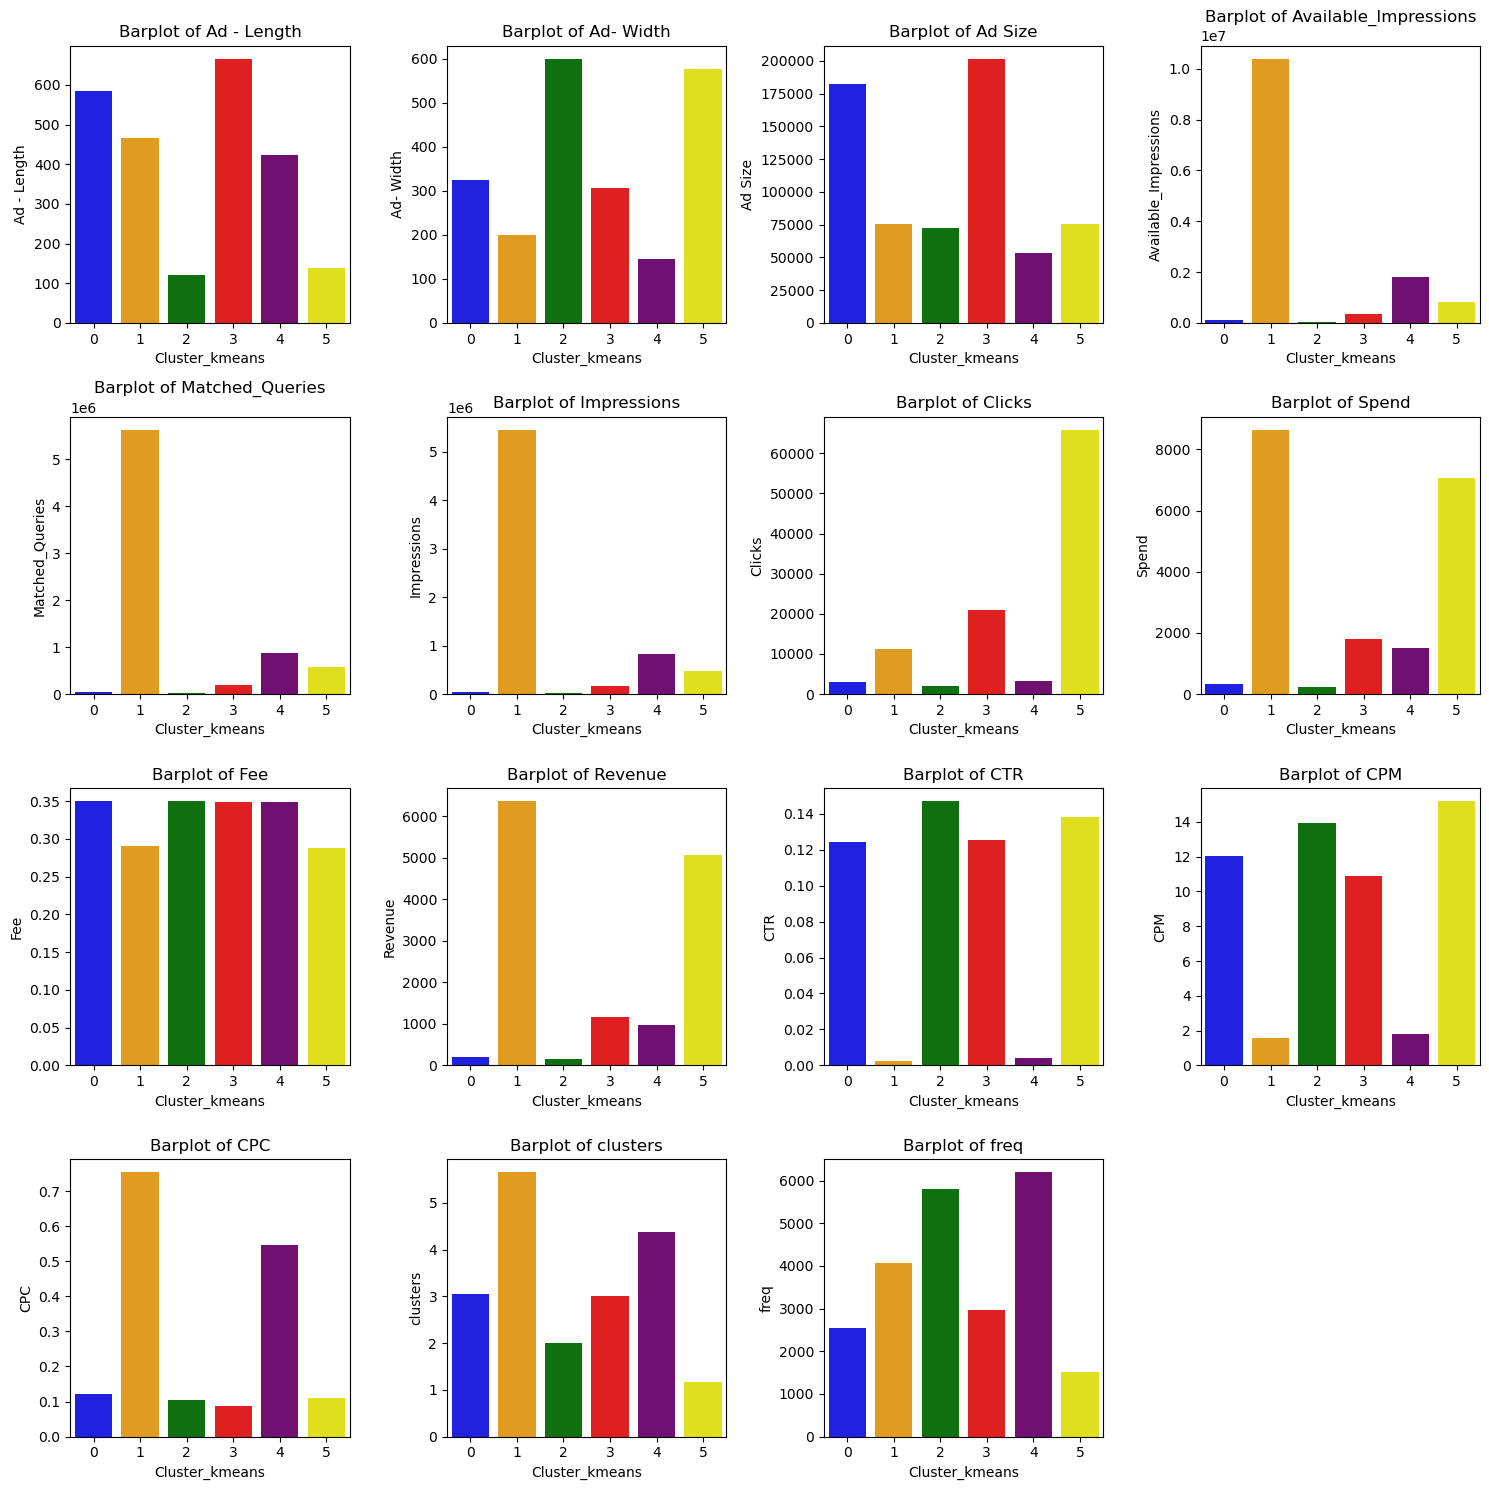 Barplot of Ad - Length
Ad - Length
600
500
400
300
200
100
0
0 1 2 3 4 5
Cluster_kmeans
Barplot of Ad- Width
Ad- Width
600
500
400
300
200
100
0
0 1 2 3 4 5
Cluster_kmeans
Barplot of Ad Size
Ad Size
200000
175000
150000
125000
100000
75000
50000
25000
0
0 1 2 3 4 5
Cluster_kmeans
Barplot of Available_Impressions
1e7
Available_Impressions
1.0
0.8
0.6
0.4
0.2
0.0
0 1 2 3 4 5
Cluster_kmeans
Barplot of Matched_Queries
1e6
Matched_Queries
5
4
3
2
1
0
0 1 2 3 4 5
Cluster_kmeans
Barplot of Impressions
1e6
Impressions
5
4
3
2
1
0
0 1 2 3 4 5
Cluster_kmeans
Barplot of Clicks
Clicks
60000
50000
40000
30000
20000
10000
0
0 1 2 3 4 5
Cluster_kmeans
Barplot of Spend
Spend
8000
6000
4000
2000
0
0 1 2 3 4 5
Cluster_kmeans
Barplot of Fee
Fee
0.35
0.30
0.25
0.20
0.15
0.10
0.05
0.00
0 1 2 3 4 5
Cluster_kmeans
Barplot of Revenue
Revenue
6000
5000
4000
3000
2000
1000
0
0 1 2 3 4 5
Cluster_kmeans
Barplot of CTR
CTR
0.14
0.12
0.10
0.08
0.06
0.04
0.02
0.00
0 1 2 3 4 5
Cluster_kmeans
Barplot of CPM
CPM
14
12
10
8
6
4
2
0
0 1 2 3 4 5
Cluster_kmeans
Barplot of CPC
CPC
0.7
0.6
0.5
0.4
0.3
0.2
0.1
0.0
0 1 2 3 4 5
Cluster_kmeans
Barplot of clusters
clusters
5
4
3
2
1
0
0 1 2 3 4 5
Cluster_kmeans
Barplot of freq
freq
6000
5000
4000
3000
2000
1000
0
0 1 2 3 4 5
Cluster_kmeans